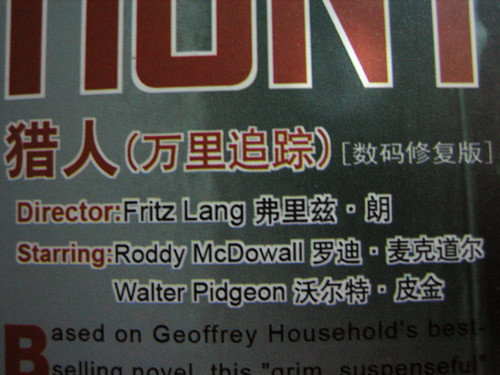 HUNT
猎人(万里追踪)[数码修复版]
Director:Fritz Lang 弗里兹·朗
Starring:Roddy McDowall 罗迪·麦克道尔
Walter Pidgeon 沃尔特·皮金
Based on Geoffrey Household's best-
selling novel, this "grim, suspenseful"